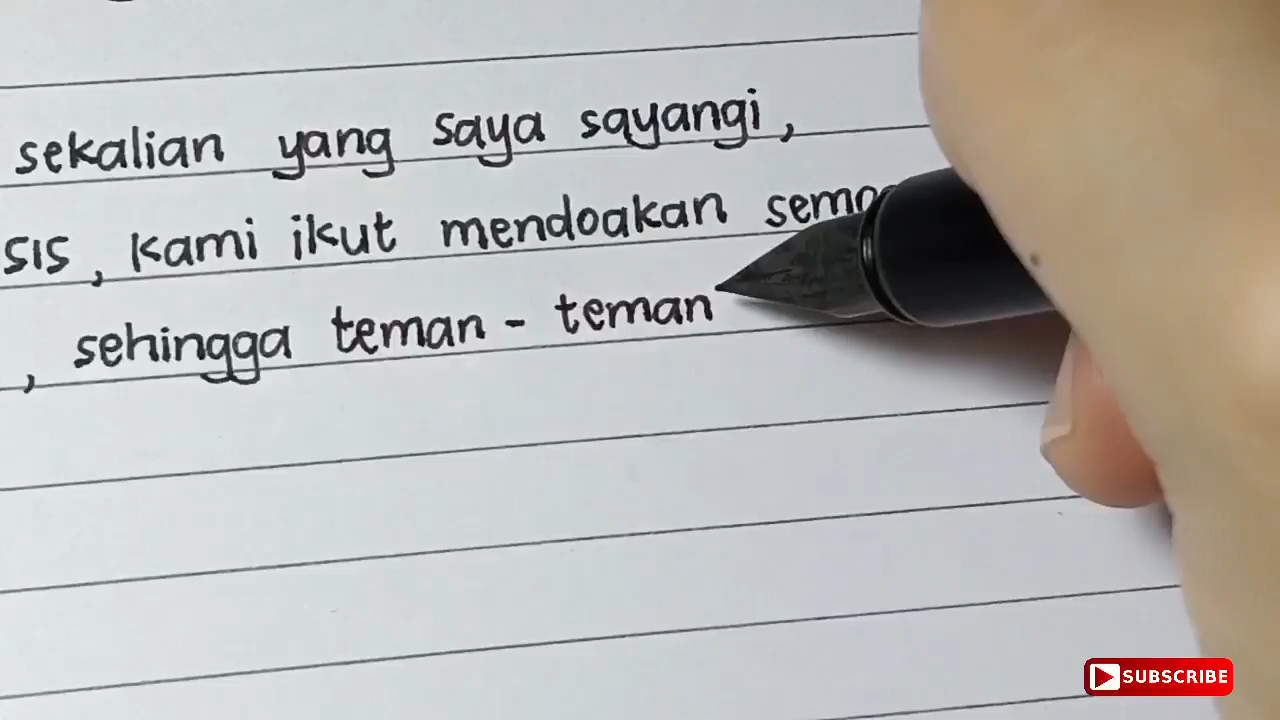 sekalian yang saya sayangi,
SIS, kami ikut mendoakan
, sehingga teman - teman
SUBSCRIBE